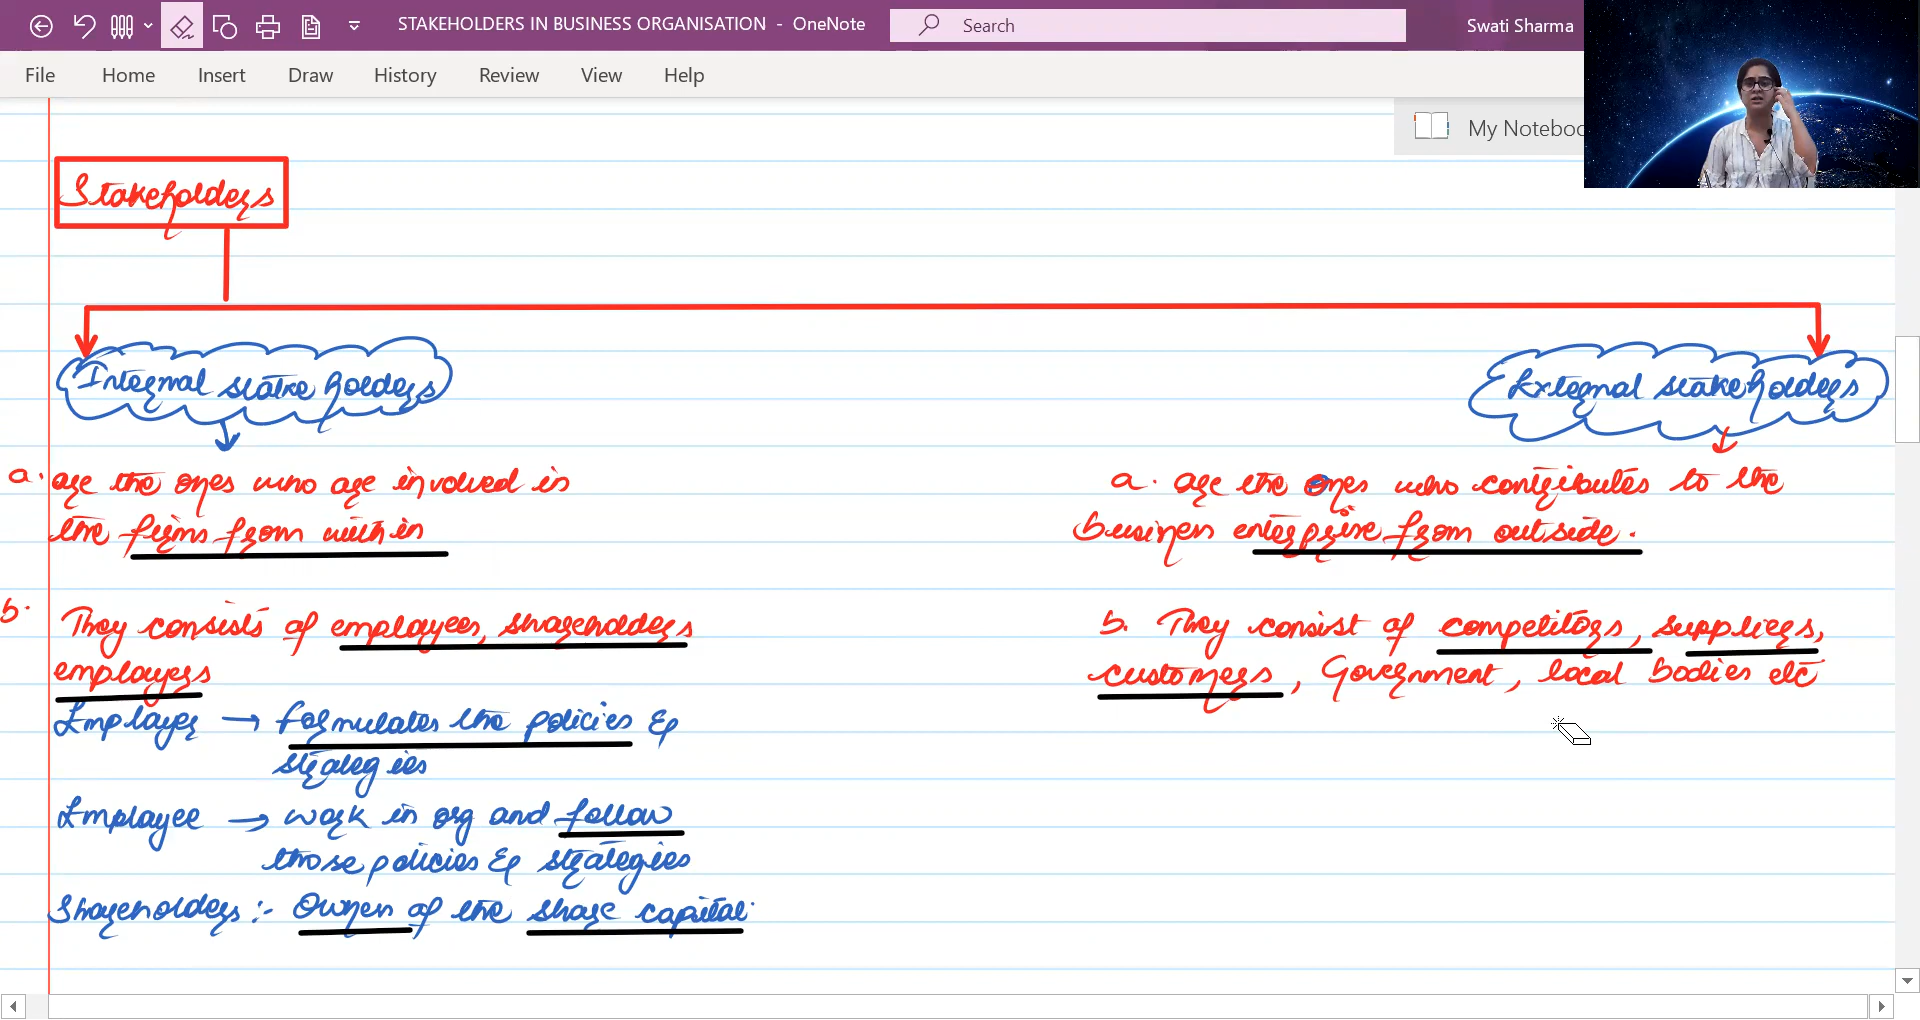 STAKEHOLDERS IN BUSINESS ORGANISATION - OneNote
Search
Swati Sharma
File Home Insert Draw History Review View Help
My Noteboo
Stakeholders
Internal stakeholders
External stakeholders
a. are the ones who are involved in
the firms from within
b. They consists of employees, shareholders
employers
Employer → formulates the policies &
strategies
Employee → work in org and follow
those policies & strategies
Shareholders :- Owner of the share capital.
a. are the ones who contributes to the
business enterprise from outside.
b. They consist of competitors, suppliers,
customers, Government, local bodies etc